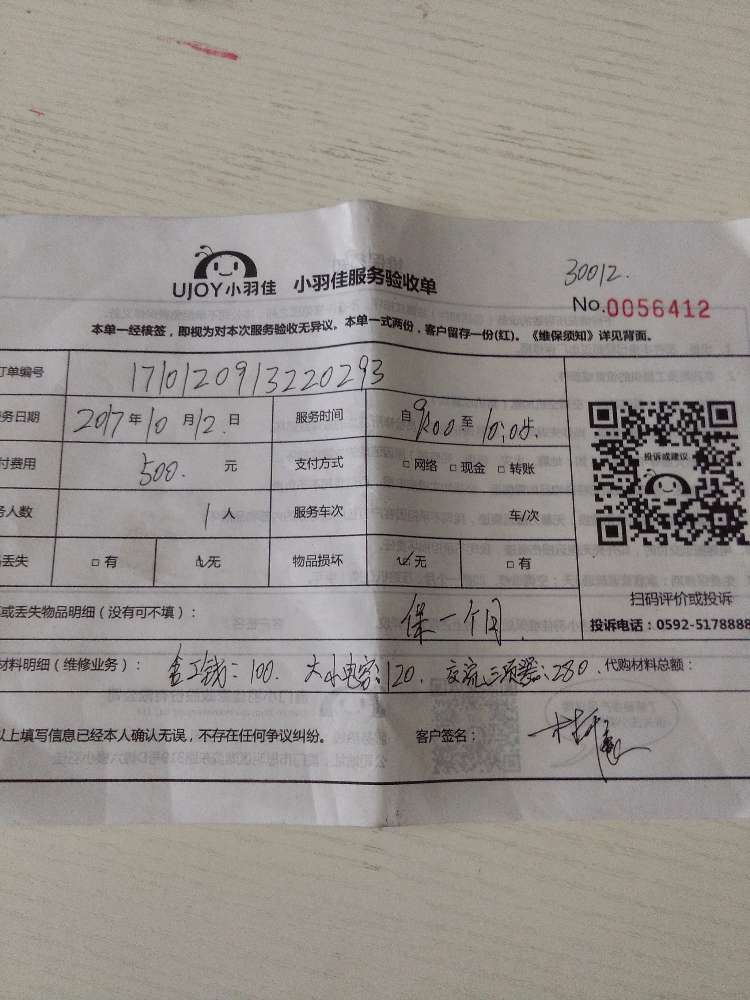 UJOY小羽佳 小羽佳服务验收单
30012.
No.0056412
本单一经核签，即视为对本次服务验收无异议。本单一式两份，客户留存一份(红)。《维保须知》详见背面。
订单编号 1710120913220293
务日期 2017年10月12日 服务时间 自9:00至10:05.
付费用 500.元 支付方式 □网络 □现金 □转账
务人数 1人 服务车次 车/次
丢失 □有 ☑无 物品损坏 ☑无 □有
投诉或建议
扫码评价或投诉
投诉电话：0592-5178888
或丢失物品明细（没有可不填）： 保一个月
材料明细（维修业务）： 含工钱：100. 大小电容：120. 交流三项器：280. 代购材料总额：
以上填写信息已经本人确认无误，不存在任何争议纠纷。 客户签名：